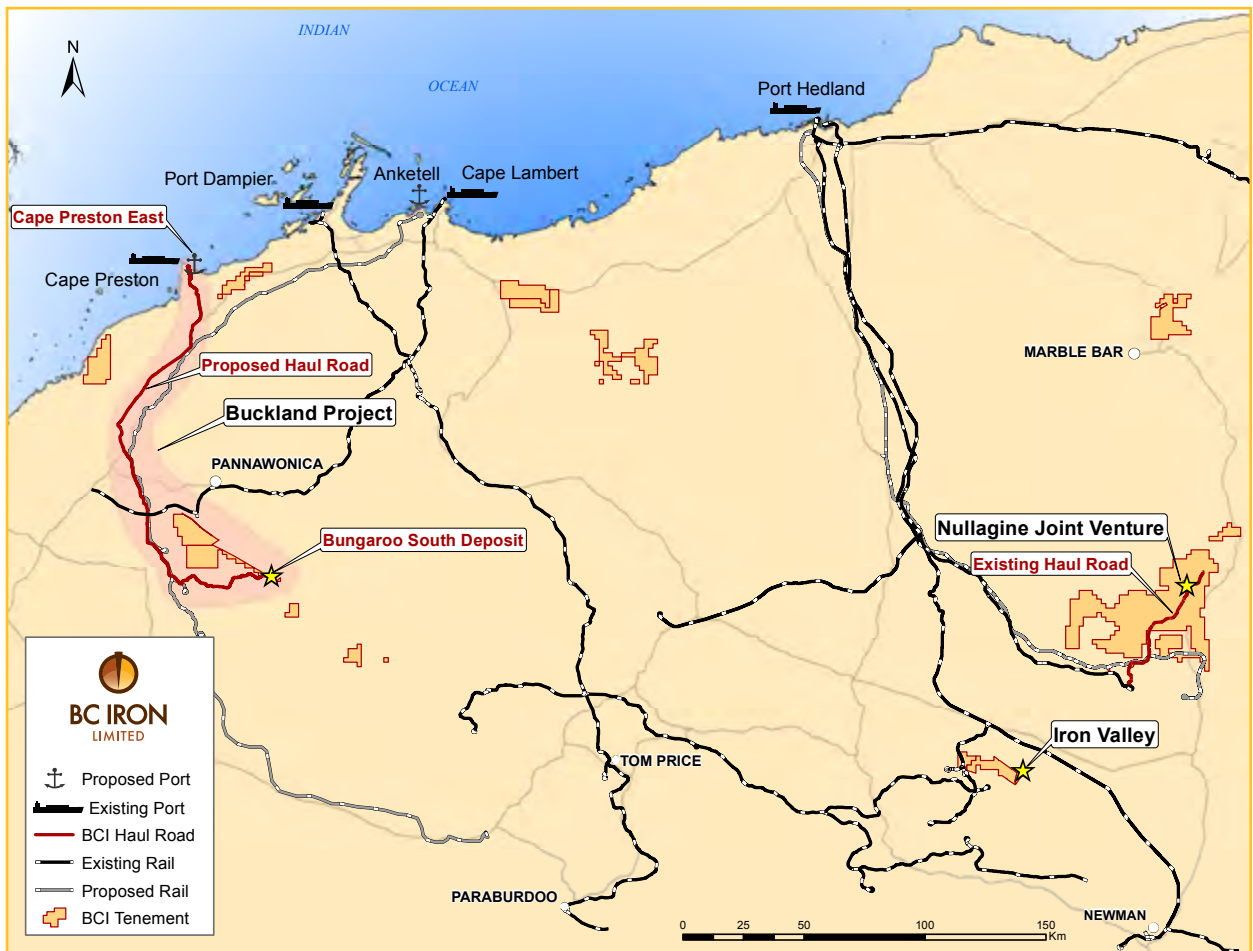 INDIAN
OCEAN
N
Port Hedland
Port Dampier
Anketell
Cape Lambert
Cape Preston East
Cape Preston
MARBLE BAR
Proposed Haul Road
Buckland Project
PANNAWONICA
Nullagine Joint Venture
Bungaroo South Deposit
Existing Haul Road
Iron Valley
TOM PRICE
PARABURDOO
NEWMAN
BC IRON
LIMITED
Proposed Port
Existing Port
BCI Haul Road
Existing Rail
Proposed Rail
BCI Tenement
0 25 50 100 150
Km